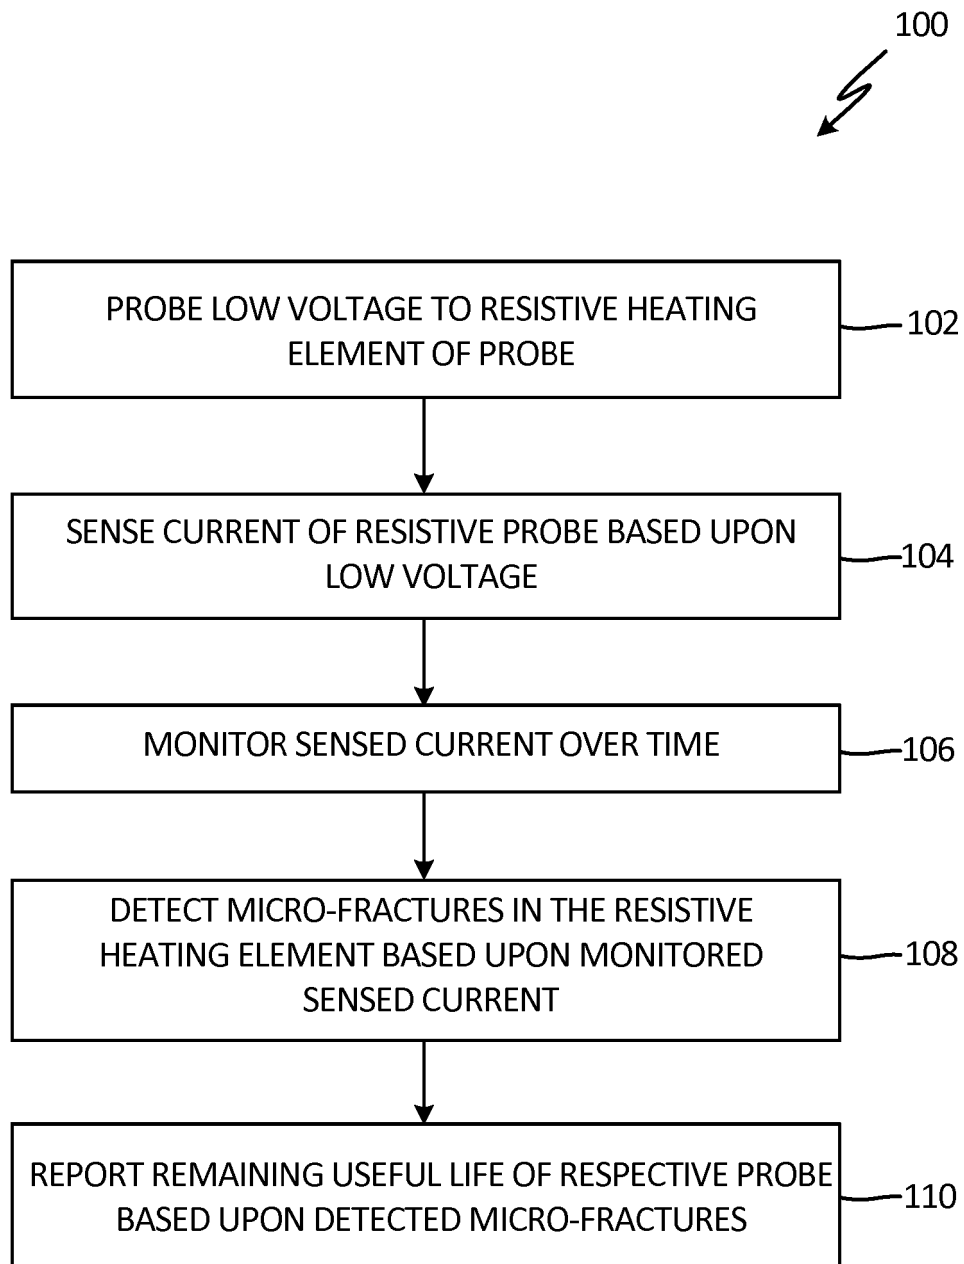 100
PROBE LOW VOLTAGE TO RESISTIVE HEATING
ELEMENT OF PROBE
102
SENSE CURRENT OF RESISTIVE PROBE BASED UPON
LOW VOLTAGE
104
MONITOR SENSED CURRENT OVER TIME
106
DETECT MICRO-FRACTURES IN THE RESISTIVE
HEATING ELEMENT BASED UPON MONITORED
SENSED CURRENT
108
REPORT REMAINING USEFUL LIFE OF RESPECTIVE PROBE
BASED UPON DETECTED MICRO-FRACTURES
110